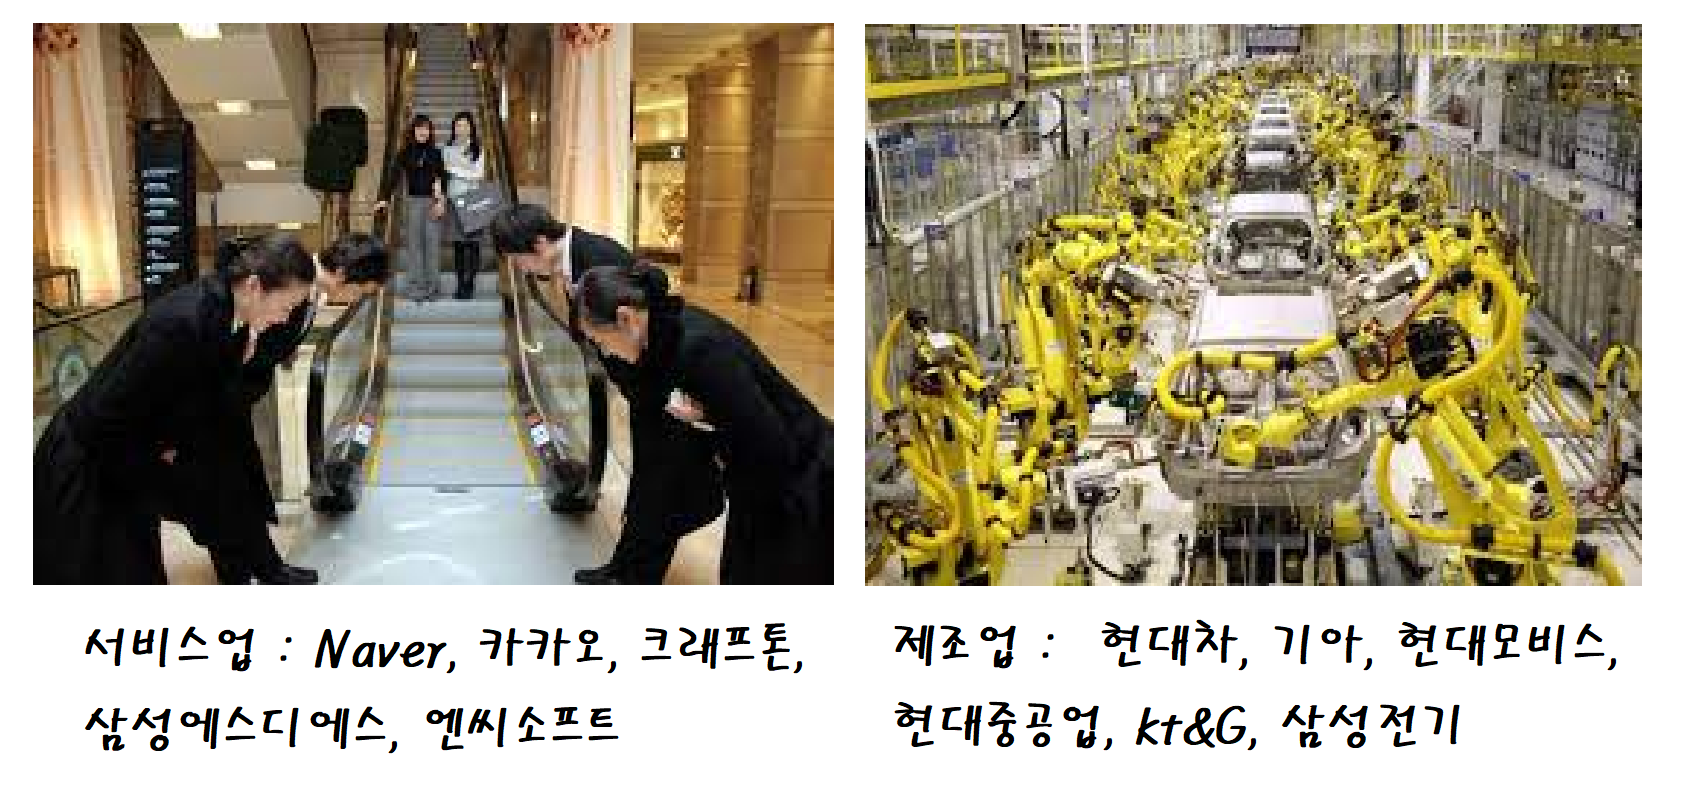 서비스업 : Naver, 카카오, 크래프톤,
삼성에스디에스, 엔씨소프트
제조업 : 현대차, 기아, 현대모비스,
현대중공업, kt&G, 삼성전기